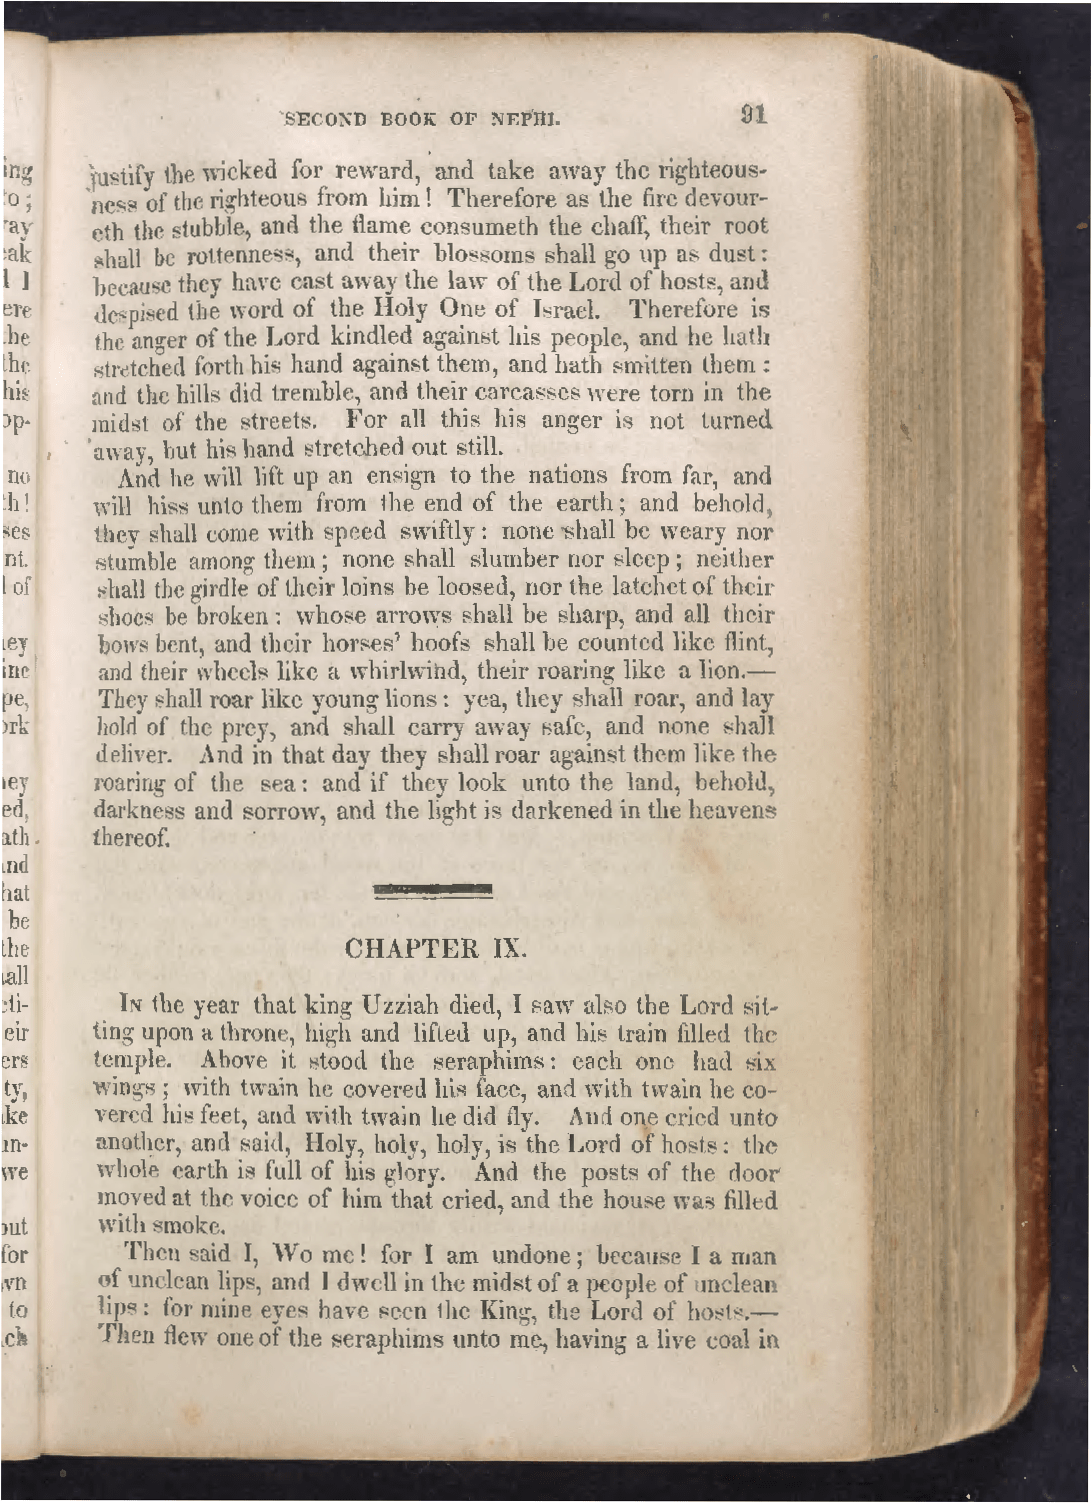 SECOND BOOK OF NEPHI. 91
justify the wicked for reward, and take away the righteous-
ness of the righteous from him! Therefore as the fire devour-
eth the stubble, and the flame consumeth the chaff, their root
shall be rottenness, and their blossoms shall go up as dust:
because they have cast away the law of the Lord of hosts, and
despised the word of the Holy One of Israel. Therefore is
the anger of the Lord kindled against his people, and he hath
stretched forth his hand against them, and hath smitten them:
and the hills did tremble, and their carcasses were torn in the
midst of the streets. For all this his anger is not turned
away, but his hand stretched out still.
And he will lift up an ensign to the nations from far, and
will hiss unto them from the end of the earth; and behold,
they shall come with speed swiftly: none shall be weary nor
stumble among them; none shall slumber nor sleep; neither
shall the girdle of their loins be loosed, nor the latchet of their
shoes be broken: whose arrows shall be sharp, and all their
bows bent, and their horses' hoofs shall be counted like flint,
and their wheels like a whirlwind, their roaring like a lion.—
They shall roar like young lions: yea, they shall roar, and lay
hold of the prey, and shall carry away safe, and none shall
deliver. And in that day they shall roar against them like the
roaring of the sea: and if they look unto the land, behold,
darkness and sorrow, and the light is darkened in the heavens
thereof.
CHAPTER IX.
IN the year that king Uzziah died, I saw also the Lord sit-
ting upon a throne, high and lifted up, and his train filled the
temple. Above it stood the seraphims: each one had six
wings; with twain he covered his face, and with twain he co-
vered his feet, and with twain he did fly. And one cried unto
another, and said, Holy, holy, holy, is the Lord of hosts: the
whole earth is full of his glory. And the posts of the door
moved at the voice of him that cried, and the house was filled
with smoke.
Then said I, Wo me! for I am undone; because I a man
of unclean lips, and I dwell in the midst of a people of unclean
lips: for mine eyes have seen the King, the Lord of hosts.—
Then flew one of the seraphims unto me, having a live coal in